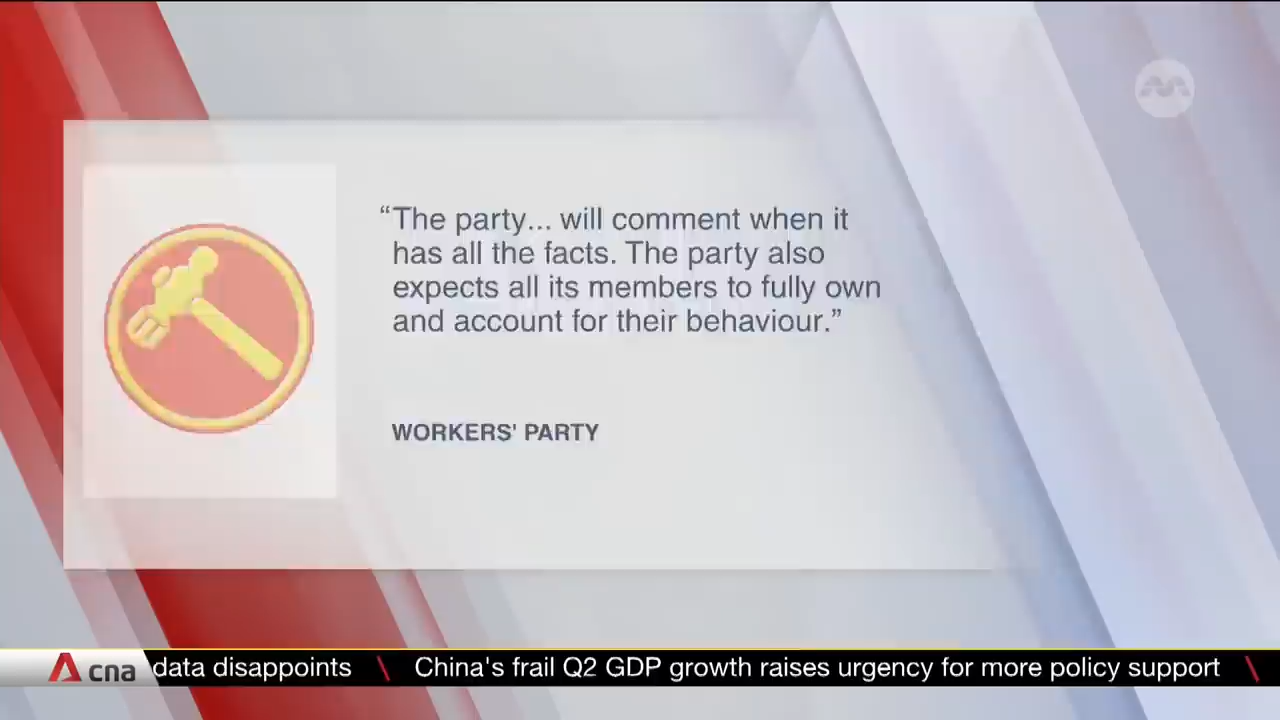 “The party... will comment when it
has all the facts. The party also
expects all its members to fully own
and account for their behaviour.”
WORKERS' PARTY
cna
data disappoints \ China's frail Q2 GDP growth raises urgency for more policy support \